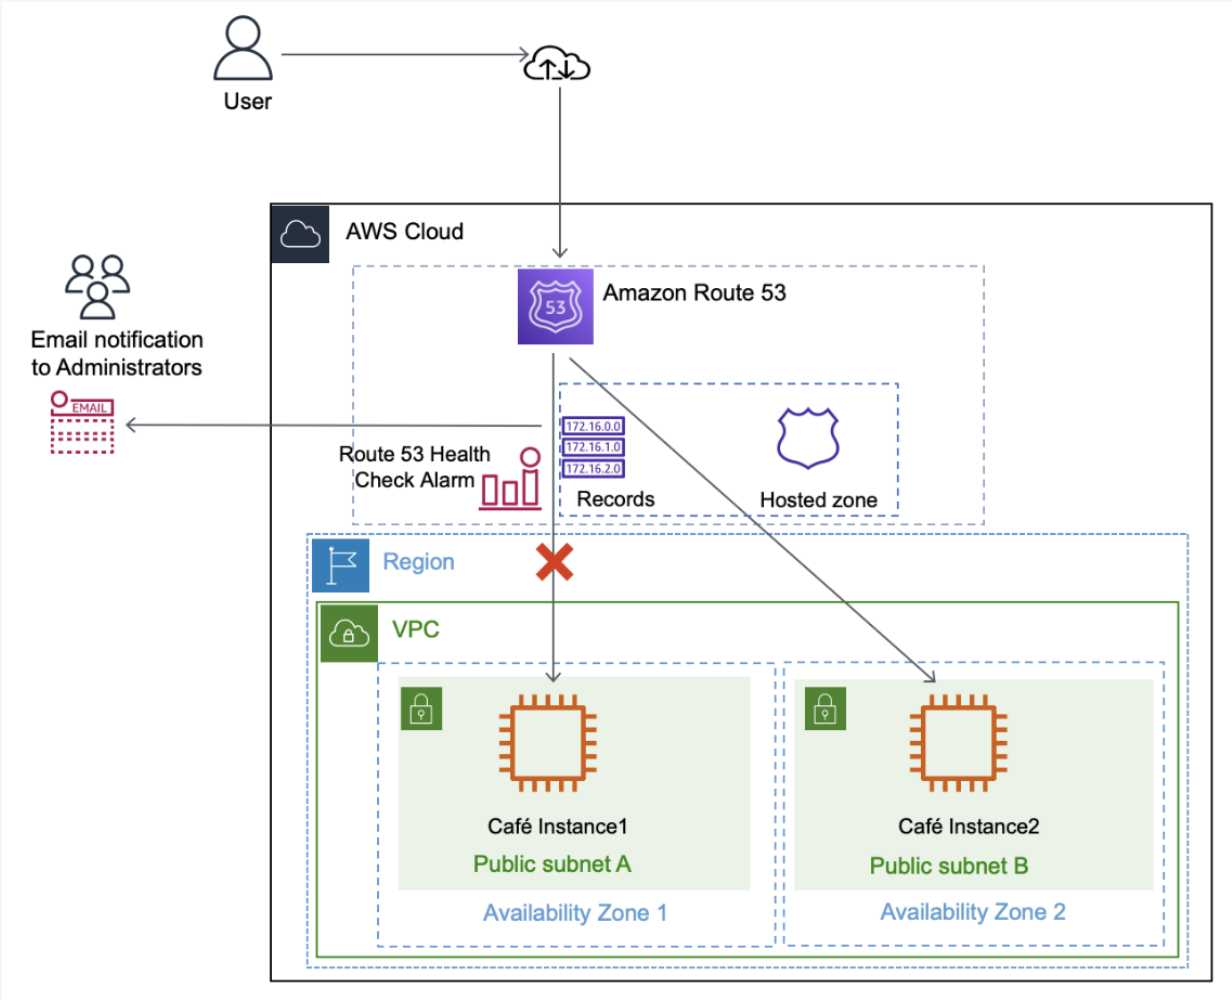 User
AWS Cloud
53
Amazon Route 53
Email notification
to Administrators
EMAIL
172.16.0.0
172.16.1.0
172.16.2.0
Route 53 Health
Check Alarm
Records
Hosted zone
Region
VPC
Café Instance1
Public subnet A
Availability Zone 1
Café Instance2
Public subnet B
Availability Zone 2